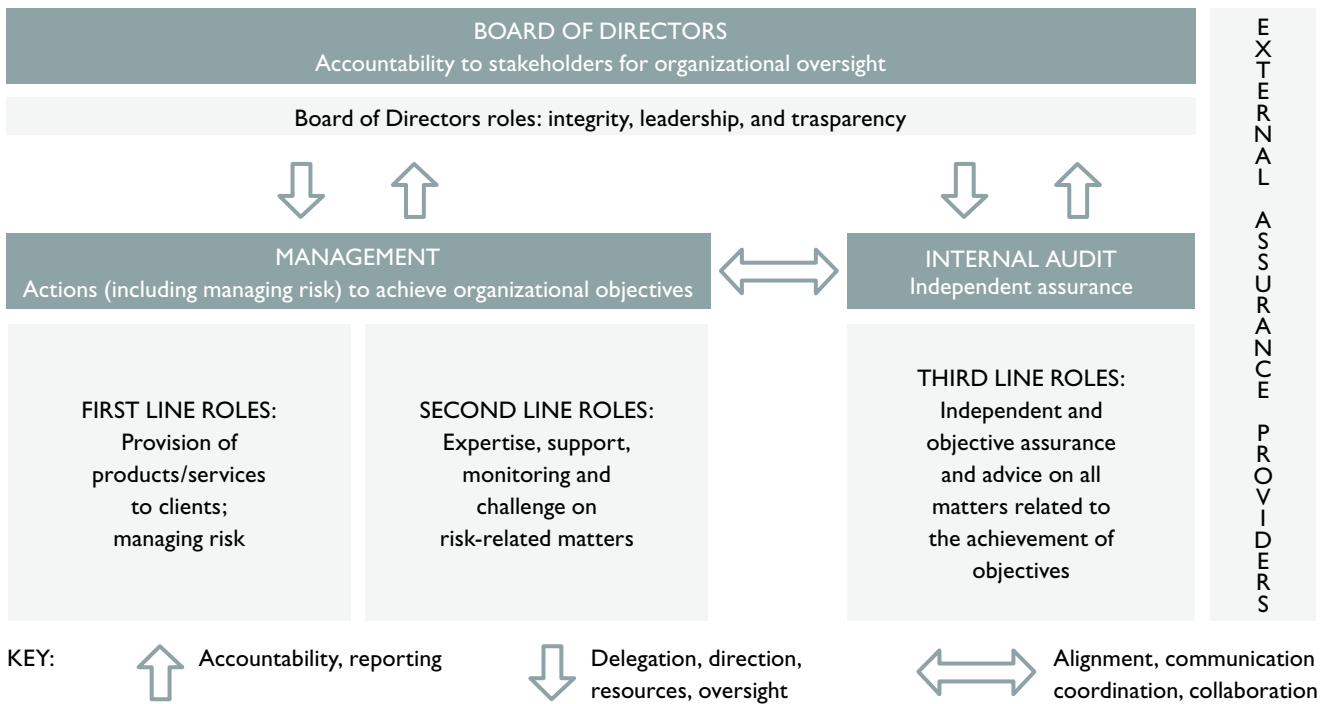 BOARD OF DIRECTORS
Accountability to stakeholders for organizational oversight
Board of Directors roles: integrity, leadership, and trasparency
MANAGEMENT
Actions (including managing risk) to achieve organizational objectives
INTERNAL AUDIT
Independent assurance
FIRST LINE ROLES:
Provision of
products/services
to clients;
managing risk
SECOND LINE ROLES:
Expertise, support,
monitoring and
challenge on
risk-related matters
THIRD LINE ROLES:
Independent and
objective assurance
and advice on all
matters related to
the achievement of
objectives
EXTERNAL ASSURANCE PROVIDERS
KEY:
Accountability, reporting
Delegation, direction,
resources, oversight
Alignment, communication
coordination, collaboration